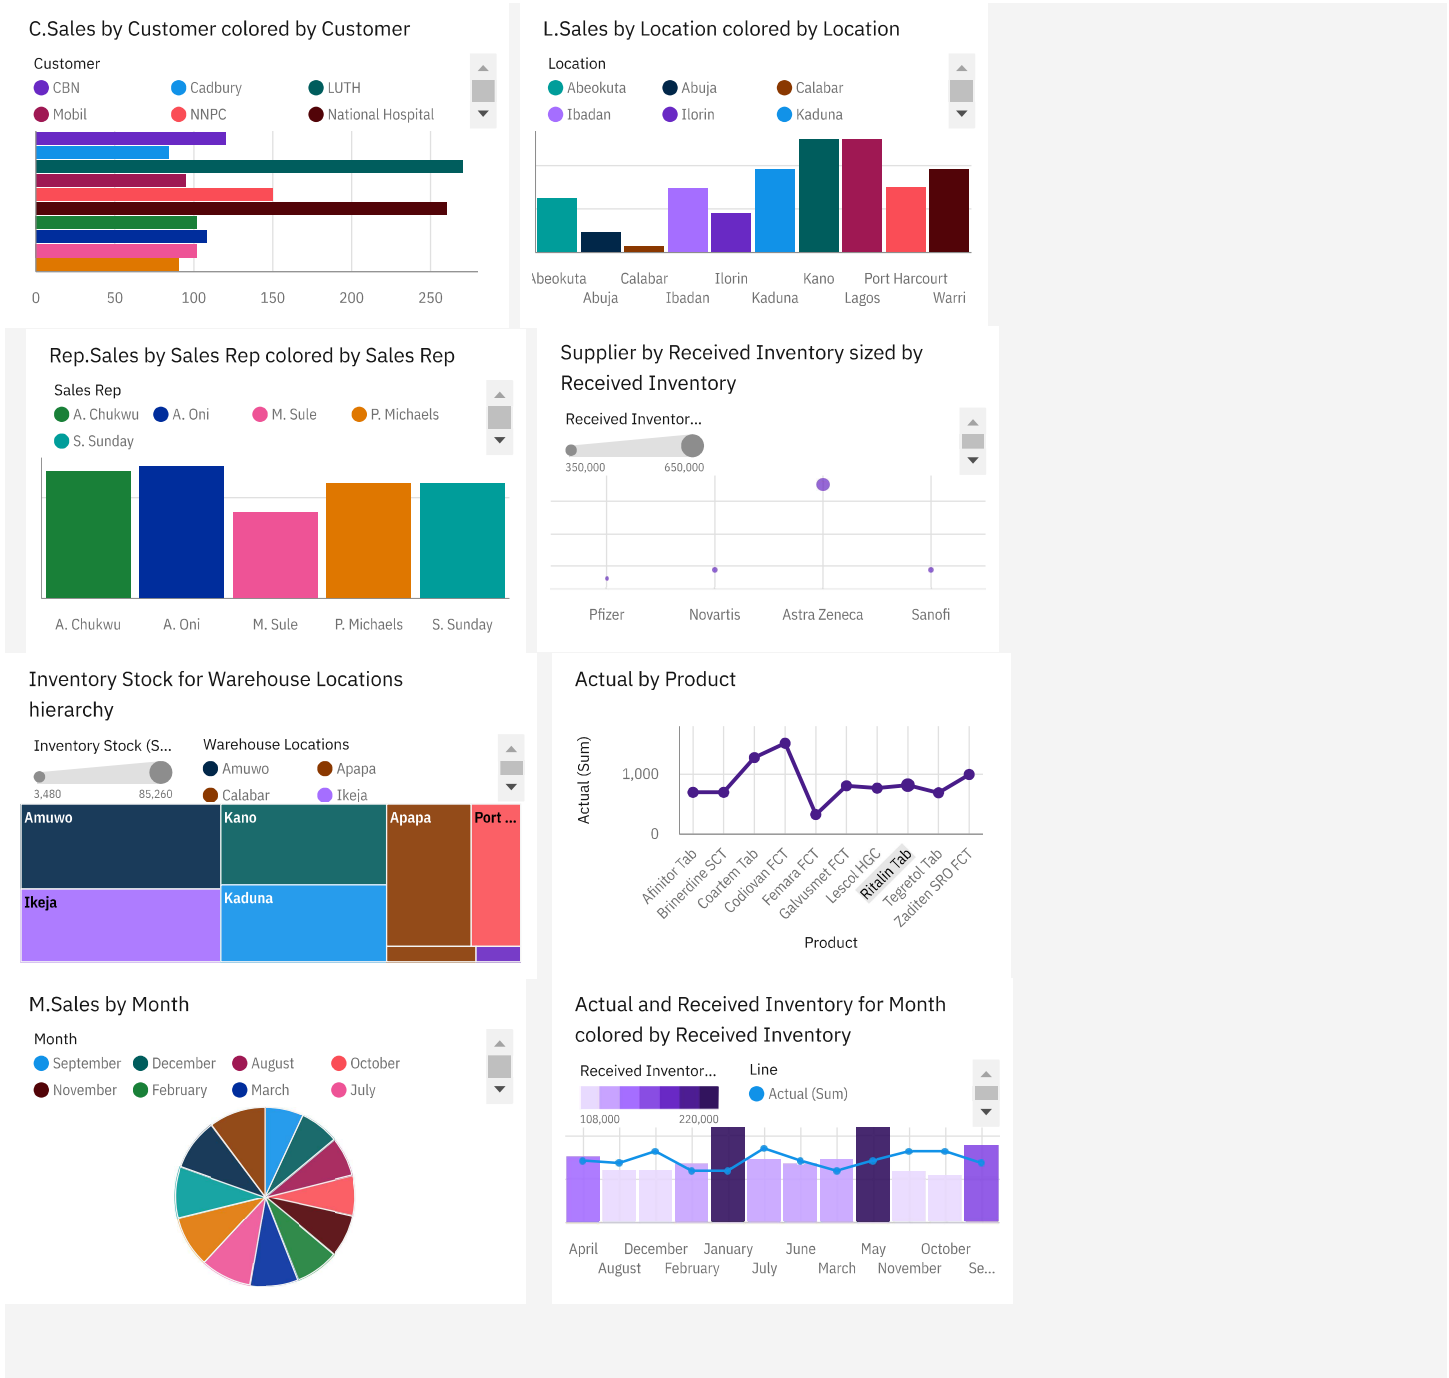 C.Sales by Customer colored by Customer
Customer
CBN Cadbury LUTH
Mobil NNPC National Hospital
0 50 100 150 200 250
L.Sales by Location colored by Location
Location
Abeokuta Abuja Calabar
Ibadan Ilorin Kaduna
Abeokuta Calabar Ilorin Kano Port Harcourt
Abuja Ibadan Kaduna Lagos Warri
Rep.Sales by Sales Rep colored by Sales Rep
Sales Rep
A. Chukwu A. Oni M. Sule P. Michaels
S. Sunday
A. Chukwu A. Oni M. Sule P. Michaels S. Sunday
Supplier by Received Inventory sized by
Received Inventory
Received Inventor...
350,000 650,000
Pfizer Novartis Astra Zeneca Sanofi
Inventory Stock for Warehouse Locations
hierarchy
Inventory Stock (S...
3,480 85,260
Warehouse Locations
Amuwo Apapa
Calabar Ikeja
Amuwo Kano Apapa Port ...
Ikeja Kaduna
Actual by Product
Actual (Sum)
1,000
0
Afinitor Tab
Brinerdine SCT
Coartem Tab
Codiovan FCT
Femara FCT
Galvusmet FCT
Lescol HGC
Ritalin Tab
Tegretol Tab
Zaditen SRO FCT
Product
M.Sales by Month
Month
September December August October
November February March July
Actual and Received Inventory for Month
colored by Received Inventory
Received Inventor...
108,000 220,000
Line
Actual (Sum)
April December January June May October
August February July March November Se...